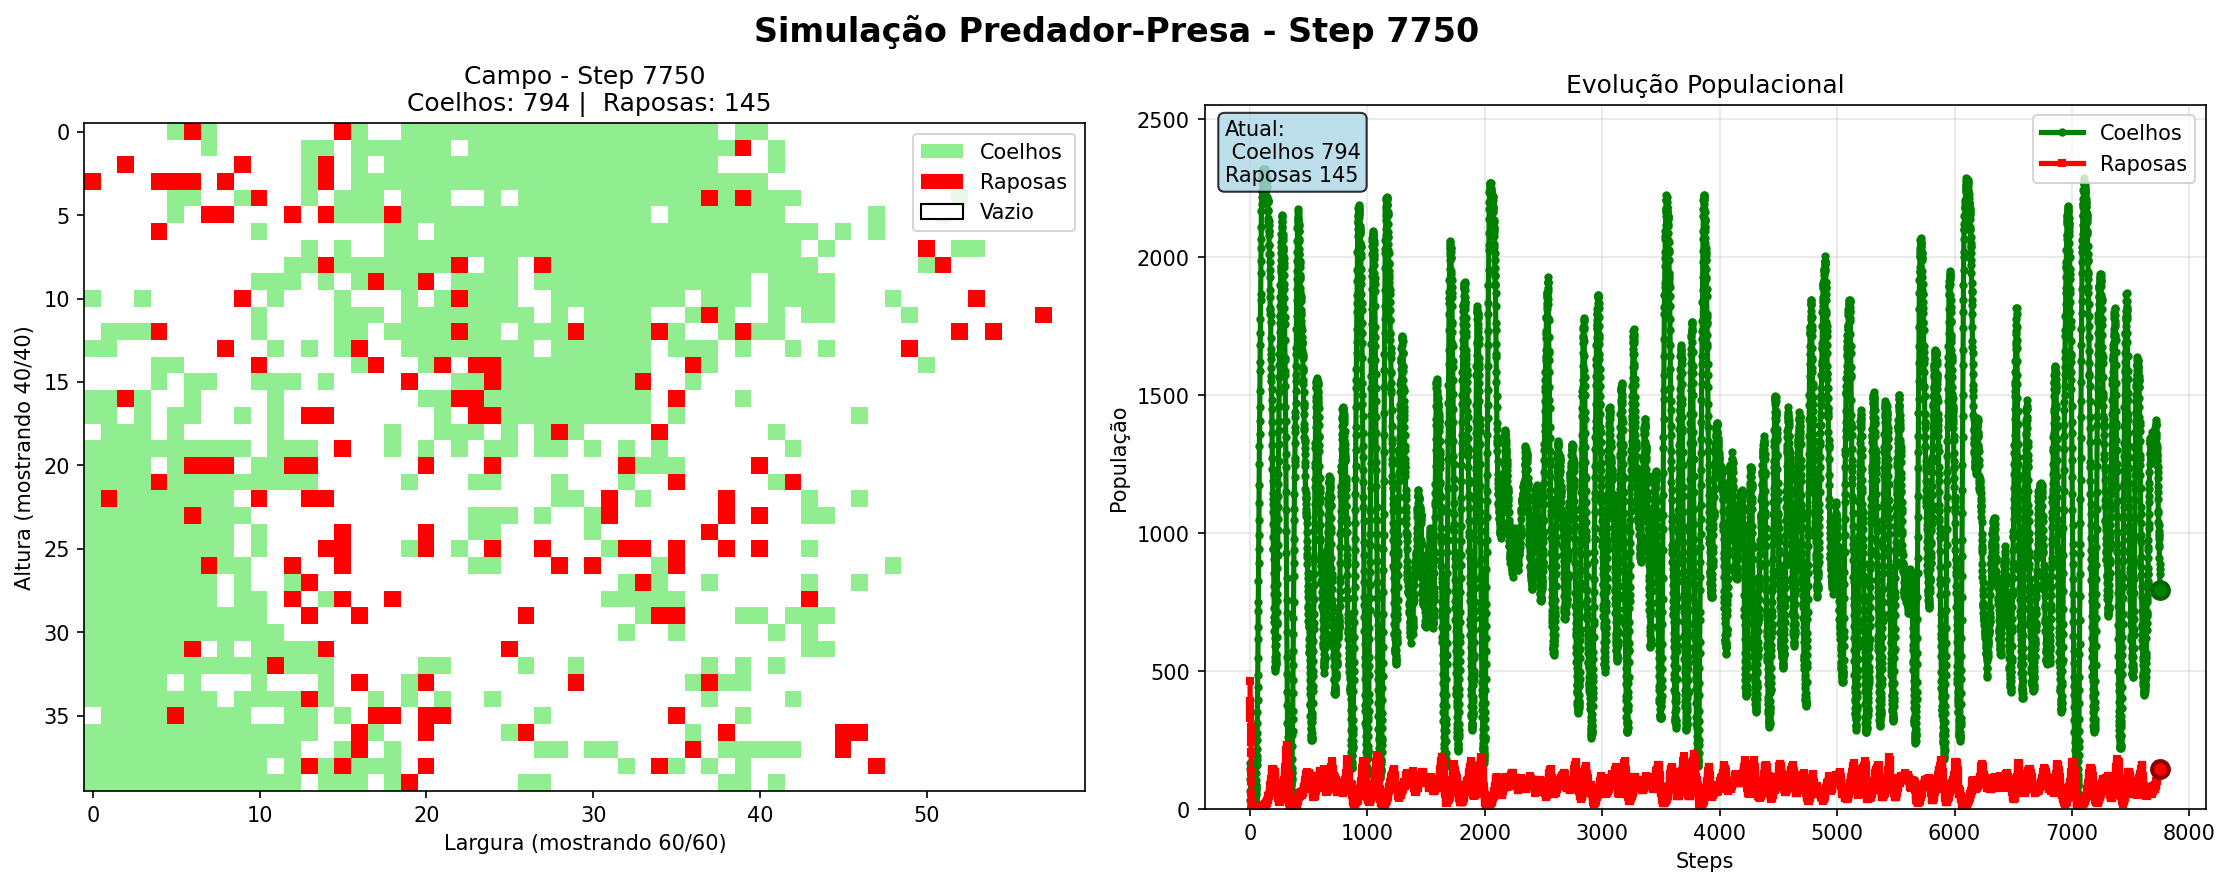 Simulação Predador-Presa - Step 7750
Campo - Step 7750
Coelhos: 794 |  Raposas: 145
Coelhos
Raposas
Vazio
0
5
10
15
20
25
30
35
Altura (mostrando 40/40)
0
10
20
30
40
50
Largura (mostrando 60/60)
Evolução Populacional
Atual:
Coelhos 794
Raposas 145
Coelhos
Raposas
2500
2000
1500
1000
500
0
População
0
1000
2000
3000
4000
5000
6000
7000
8000
Steps